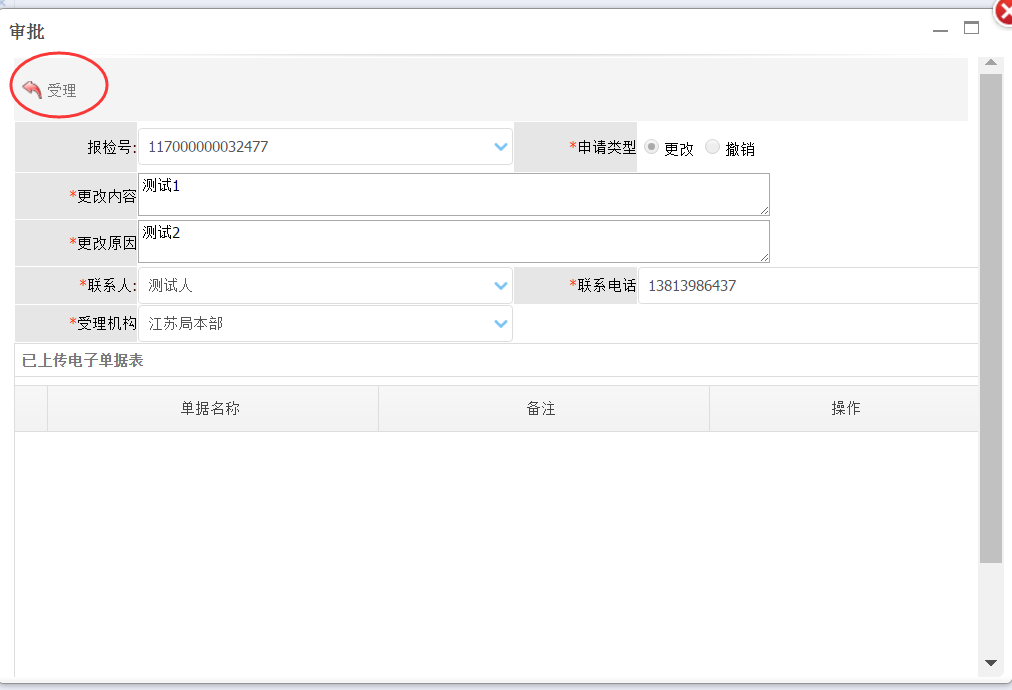 审批
受理
报检号: 117000000032477 *申请类型 更改 撤销
*更改内容 测试1
*更改原因 测试2
*联系人: 测试人 *联系电话 13813986437
*受理机构 江苏局本部
已上传电子单据表
单据名称 备注 操作